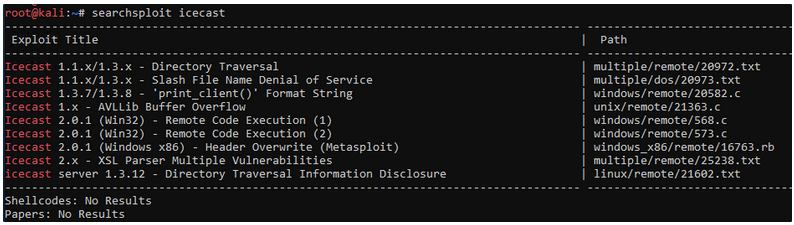 root@kali:~# searchsploit icecast
Exploit Title | Path
Icecast 1.1.x/1.3.x - Directory Traversal | multiple/remote/20972.txt
Icecast 1.1.x/1.3.x - Slash File Name Denial of Service | multiple/dos/20973.txt
Icecast 1.3.7/1.3.8 - 'print_client()' Format String | windows/remote/20582.c
Icecast 1.x - AVLLib Buffer Overflow | unix/remote/21363.c
Icecast 2.0.1 (Win32) - Remote Code Execution (1) | windows/remote/568.c
Icecast 2.0.1 (Win32) - Remote Code Execution (2) | windows/remote/573.c
Icecast 2.0.1 (Windows x86) - Header Overwrite (Metasploit) | windows_x86/remote/16763.rb
Icecast 2.x - XSL Parser Multiple Vulnerabilities | multiple/remote/25238.txt
icecast server 1.3.12 - Directory Traversal Information Disclosure | linux/remote/21602.txt
Shellcodes: No Results
Papers: No Results